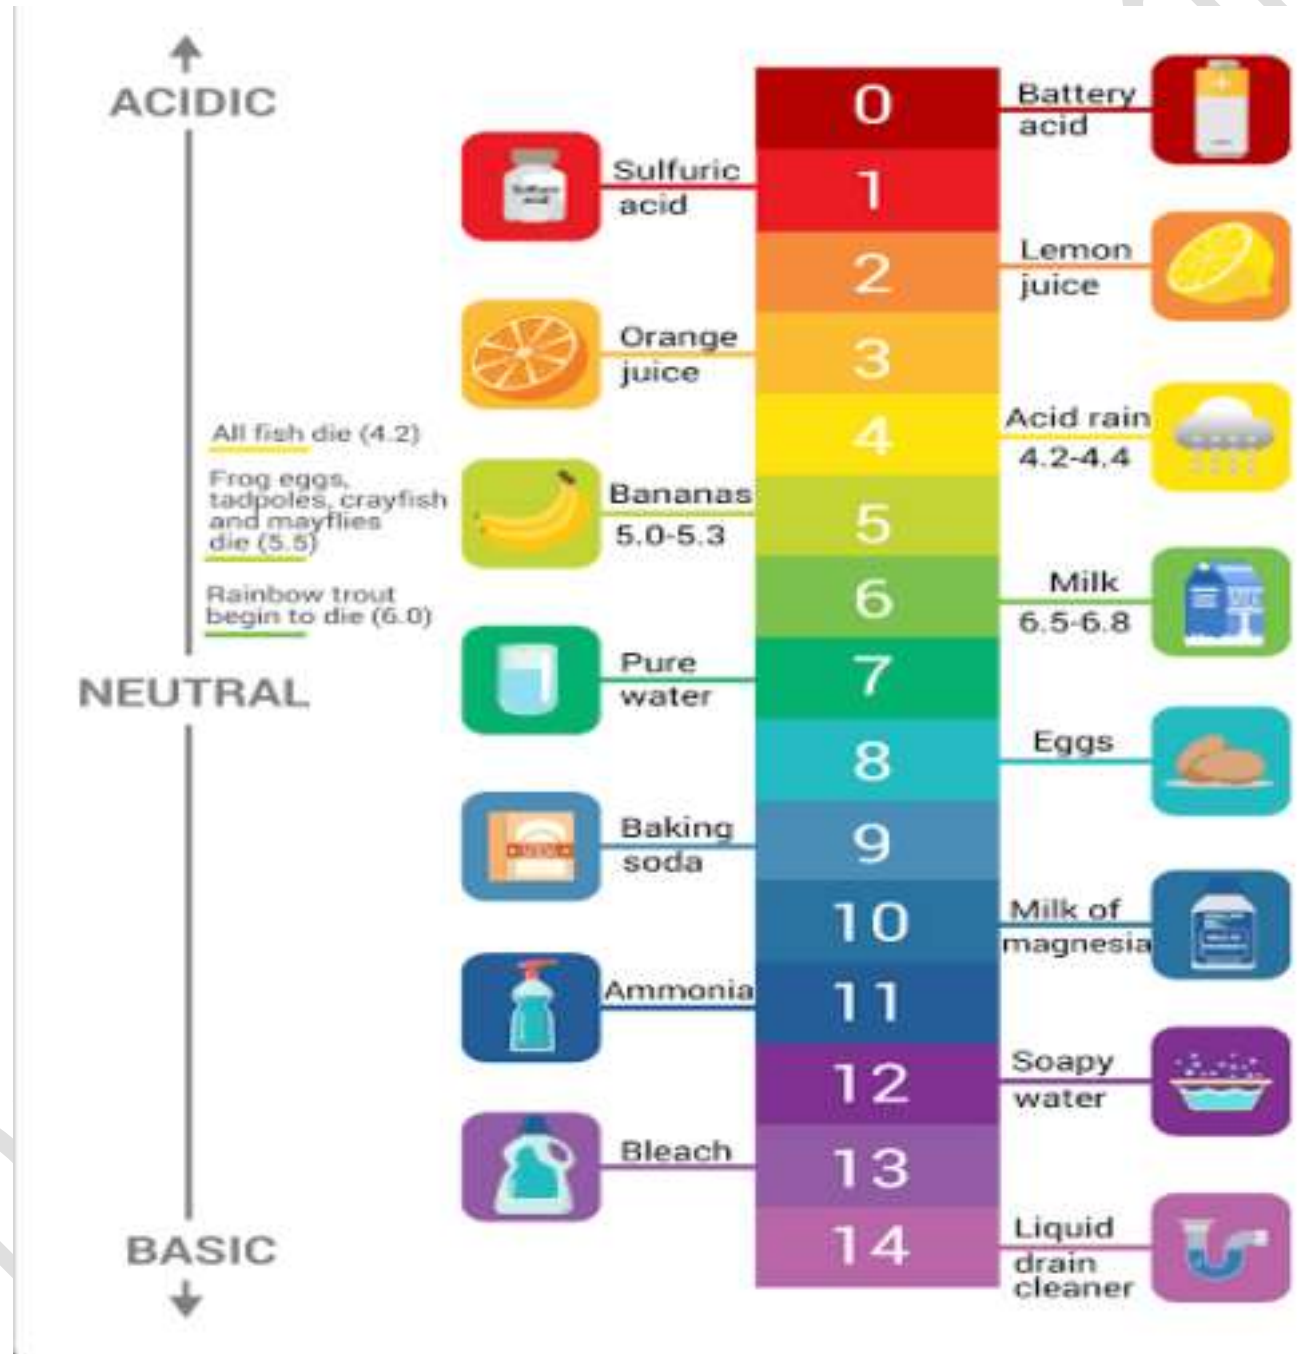 ACIDIC
0
Battery
acid
Sulfuric
acid
1
2
Lemon
juice
Orange
juice
3
All fish die (4.2)
4
Acid rain
4.2-4.4
Frog eggs,
tadpoles, crayfish
and mayflies
die (5.5)
Bananas
5.0-5.3
5
Rainbow trout
begin to die (6.0)
6
Milk
6.5-6.8
NEUTRAL
Pure
water
7
8
Eggs
Baking
soda
9
10
Milk of
magnesia
Ammonia
11
12
Soapy
water
Bleach
13
BASIC
14
Liquid
drain
cleaner